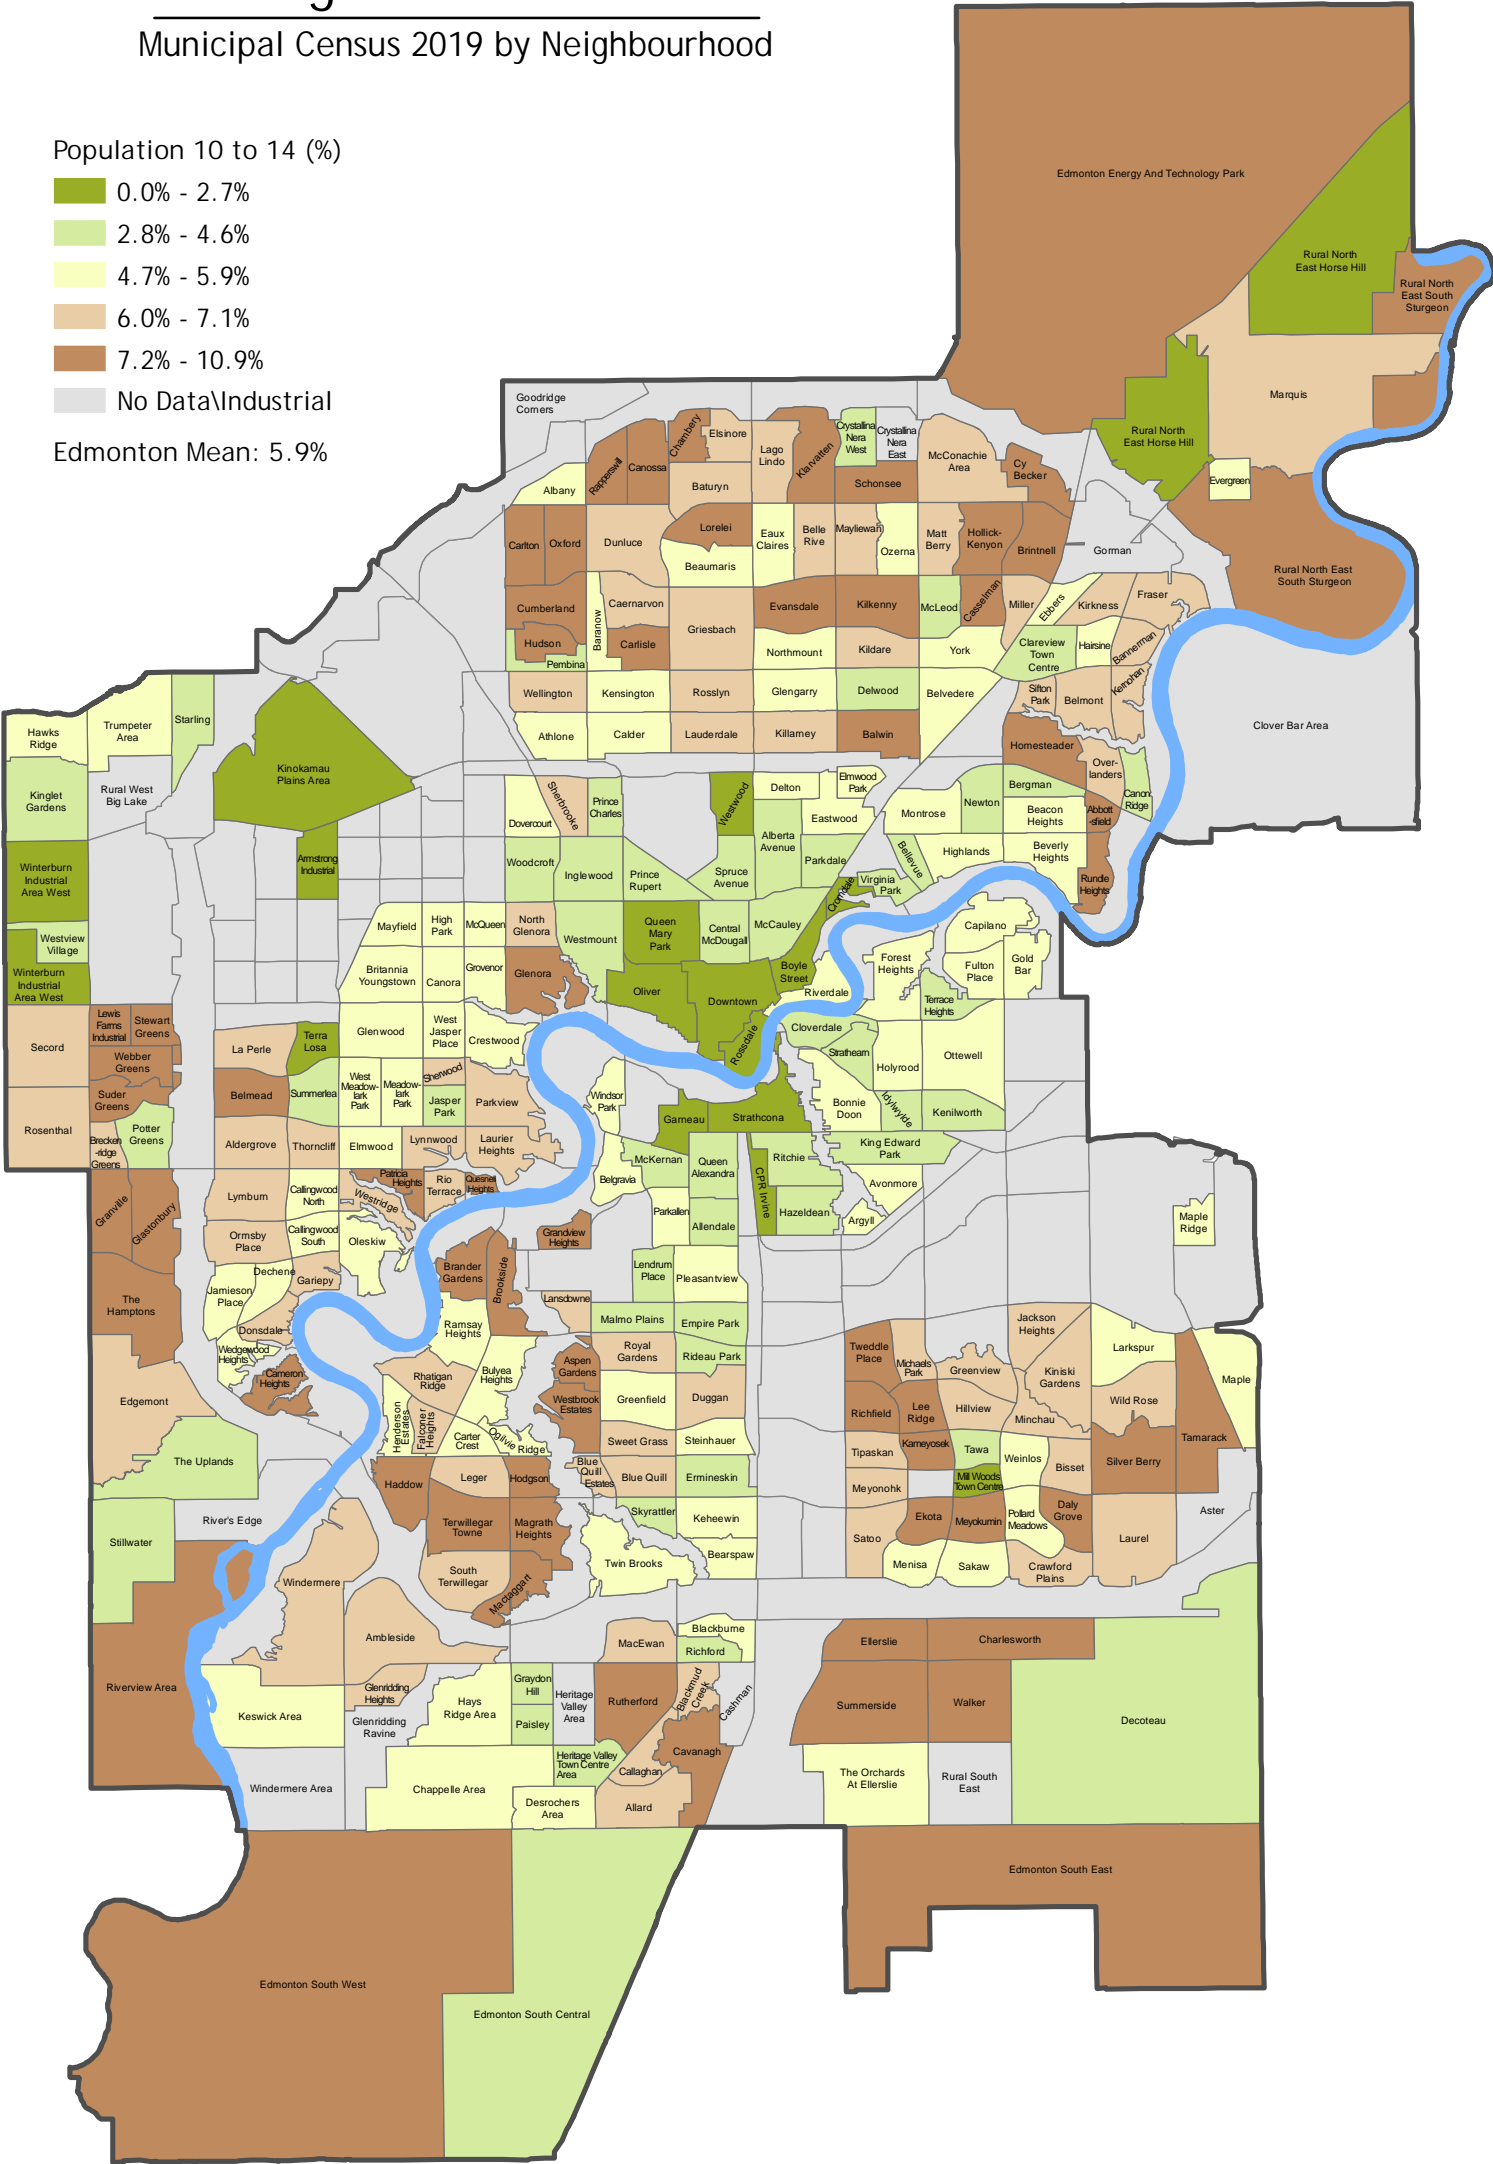 Municipal Census 2019 by Neighbourhood
Population 10 to 14 (%)
0.0% - 2.7%
2.8% - 4.6%
4.7% - 5.9%
6.0% - 7.1%
7.2% - 10.9%
No Data\Industrial
Edmonton Mean: 5.9%
Edmonton Energy And Technology Park
Rural North
East Horse Hill
Rural North
East South
Sturgeon
Marquis
Rural North
East Horse Hill
Evergreen
Rural North East
South Sturgeon
Goodridge
Corners
Chambery
Elsinore
Lago
Lindo
Klarvatten
Crystallina
Nera
West
Crystallina
Nera
East
McConachie
Area
Cy
Becker
Rapperswill
Canossa
Albany
Baturyn
Schonsee
Carlton
Oxford
Dunluce
Lorelei
Beaumaris
Eaux
Claires
Belle
Rive
Mayliewan
Ozerna
Matt
Berry
Hollick-
Kenyon
Brintnell
Gorman
Cumberland
Baranow
Caernarvon
Griesbach
Evansdale
Kilkenny
McLeod
Casselman
Miller
Ebbers
Kirkness
Fraser
Hudson
Pembina
Carlisle
Northmount
Kildare
York
Clareview
Town
Centre
Hairsine
Bannerman
Wellington
Kensington
Rosslyn
Glengarry
Delwood
Belvedere
Sifton
Park
Belmont
Kernohan
Athlone
Calder
Lauderdale
Killarney
Balwin
Homesteader
Over-
landers
Canon
Ridge
Clover Bar Area
Hawks
Ridge
Trumpeter
Area
Starling
Kinglet
Gardens
Rural West
Big Lake
Kinokamau
Plains Area
Winterburn
Industrial
Area West
Westview
Village
Winterburn
Industrial
Area West
Armstrong
Industrial
Dovercourt
Sherbrooke
Prince
Charles
Westwood
Delton
Elmwood
Park
Eastwood
Montrose
Newton
Bergman
Beacon
Heights
Abbott
-sfield
Woodcroft
Inglewood
Prince
Rupert
Spruce
Avenue
Alberta
Avenue
Parkdale
Bellevue
Virginia
Park
Highlands
Beverly
Heights
Rundle
Heights
Cromdale
Mayfield
High
Park
McQueen
North
Glenora
Westmount
Queen
Mary
Park
Central
McDougall
McCauley
Britannia
Youngstown
Canora
Grovenor
Glenora
Oliver
Downtown
Boyle
Street
Riverdale
Rossdale
Forest
Heights
Capilano
Fulton
Place
Gold
Bar
Terrace
Heights
Secord
Lewis
Farms
Industrial
Stewart
Greens
Webber
Greens
Suder
Greens
Rosenthal
Brecken
-ridge
Greens
Potter
Greens
La Perle
Terra
Losa
Glenwood
West
Jasper
Place
Crestwood
Belmead
Summerlea
West
Meadow-
lark
Park
Meadow-
lark
Park
Sherwood
Jasper
Park
Parkview
Aldergrove
Thorncliff
Elmwood
Lynnwood
Laurier
Heights
Windsor
Park
Garneau
Strathcona
Cloverdale
Strathearn
Holyrood
Ottewell
Bonnie
Doon
Idylwylde
Kenilworth
King Edward
Park
Belgravia
McKernan
Queen
Alexandra
CPR Irvine
Ritchie
Hazeldean
Avonmore
Argyll
Parkallen
Allendale
Granville
Glastonbury
Lymburn
Callingwood
North
Patricia
Heights
Westridge
Rio
Terrace
Quesnell
Heights
Ormsby
Place
Callingwood
South
Oleskiw
Grandview
Heights
Maple
Ridge
The
Hamptons
Jamieson
Place
Dechene
Gariepy
Donsdale
Wedgewood
Heights
Cameron
Heights
Brander
Gardens
Brookside
Lansdowne
Lendrum
Place
Pleasantview
Ramsay
Heights
Malmo Plains
Empire Park
Royal
Gardens
Rideau Park
Aspen
Gardens
Westbrook
Estates
Greenfield
Duggan
Edgemont
The Uplands
Stillwater
River's Edge
Rhatigan
Ridge
Bulyea
Heights
Henderson
Estates
Falconer
Heights
Carter
Crest
Ogilvie Ridge
Sweet Grass
Steinhauer
Haddow
Leger
Hodgson
Blue
Quill
Estates
Blue Quill
Ermineskin
Terwillegar
Towne
Magrath
Heights
Skyrattler
Keheewin
South
Terwillegar
Mactaggart
Twin Brooks
Bearspaw
Tweddle
Place
Michaels
Park
Greenview
Jackson
Heights
Kiniski
Gardens
Larkspur
Maple
Richfield
Lee
Ridge
Hillview
Minchau
Wild Rose
Tamarack
Tipaskan
Kameyosek
Tawa
Weinlos
Bisset
Silver Berry
Meyonohk
Mill Woods
Town Centre
Satoo
Ekota
Meyokumin
Pollard
Meadows
Daly
Grove
Laurel
Aster
Menisa
Sakaw
Crawford
Plains
Windermere
Ambleside
Riverview Area
Keswick Area
Glenridding
Heights
Glenridding
Ravine
Hays
Ridge Area
Graydon
Hill
Paisley
Heritage
Valley
Area
Rutherford
MacEwan
Blackburne
Richford
Blackmud
Creek
Cashman
Cavanagh
Heritage Valley
Town Centre
Area
Callaghan
Allard
Windermere Area
Chappelle Area
Desrochers
Area
Ellerslie
Charlesworth
Summerside
Walker
Decoteau
The Orchards
At Ellerslie
Rural South
East
Edmonton South East
Edmonton South West
Edmonton South Central